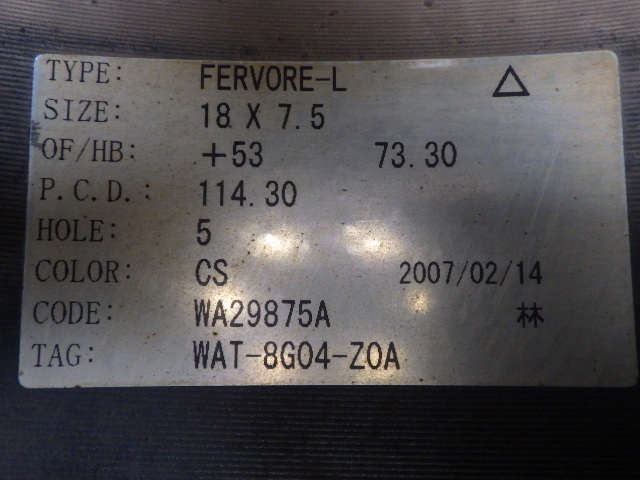 TYPE: FERVORE-L △
SIZE: 18 X 7.5
OF/HB: +53 73.30
P.C.D.: 114.30
HOLE: 5
COLOR: CS 2007/02/14
CODE: WA29875A 林
TAG: WAT-8G04-Z0A